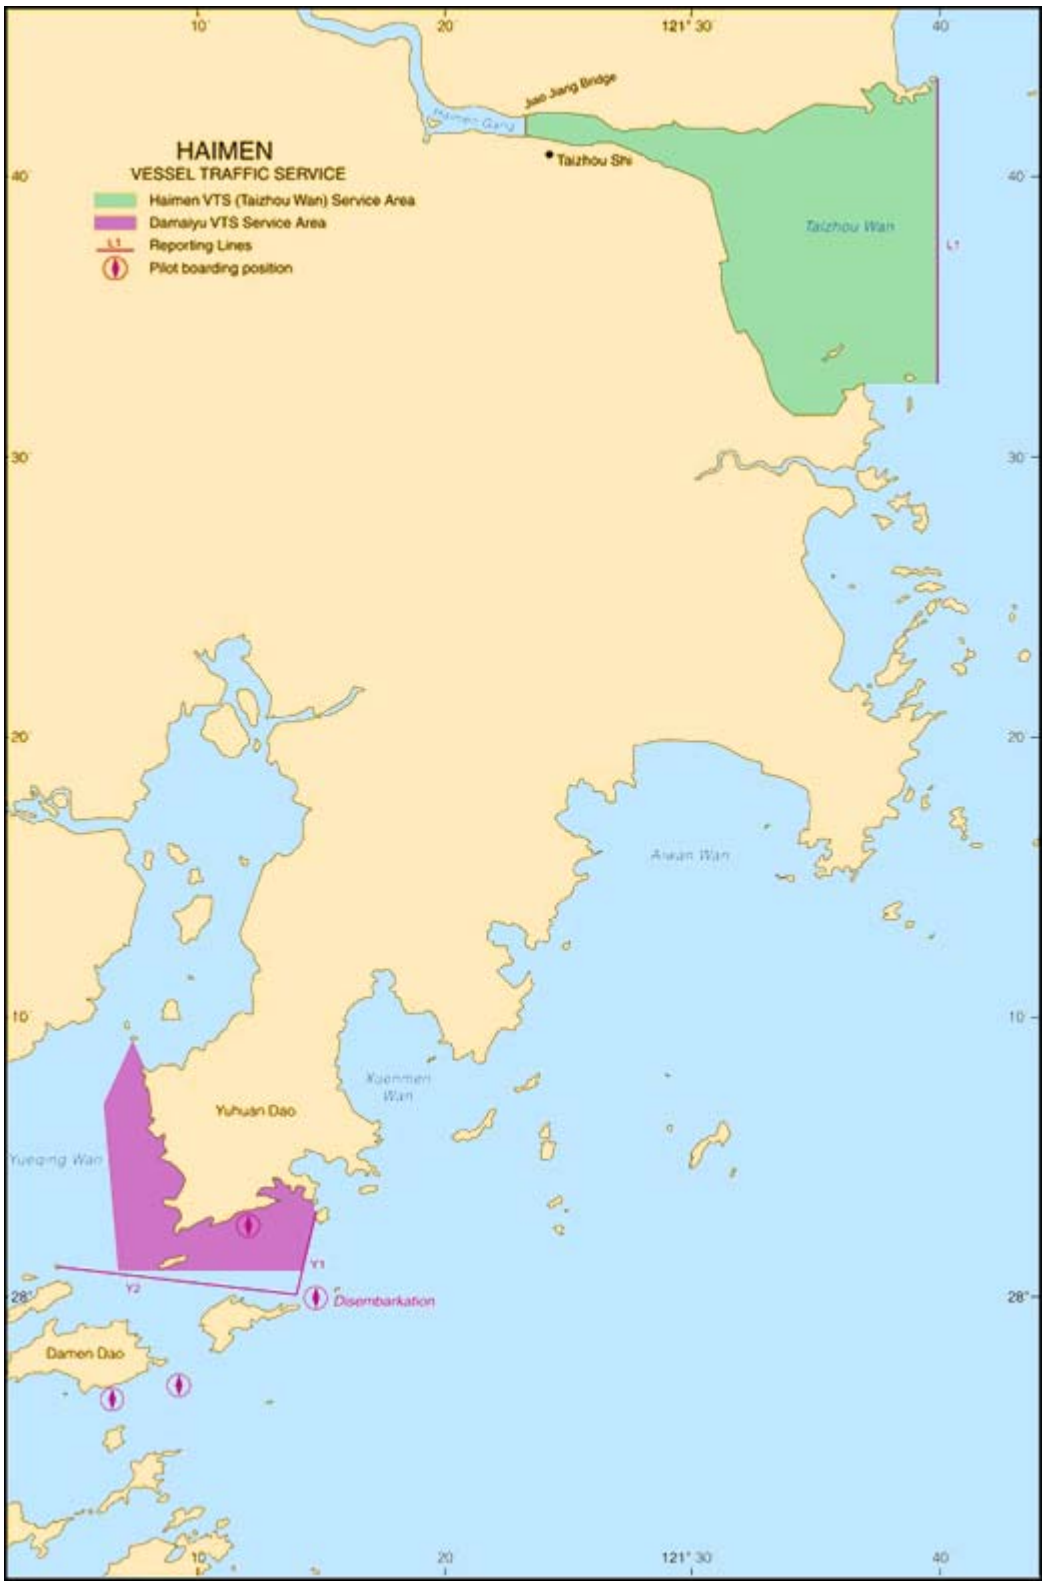 10'
20'
121° 30'
40
Jiao Jiang Bridge
Haimen Gang
HAIMEN
VESSEL TRAFFIC SERVICE
Taizhou Shi
40'
40'
Haimen VTS (Taizhou Wan) Service Area
Damaiyu VTS Service Area
Taizhou Wan
L1
Reporting Lines
L1
Pilot boarding position
30'
30'
20'
20'
Aiwan Wan
10'
10'
Xuenmen
Wan
Yuhuan Dao
Yueqing Wan
Y1
Y2
28°
Disembarkation
28°
Damen Dao
10'
20
121° 30
40